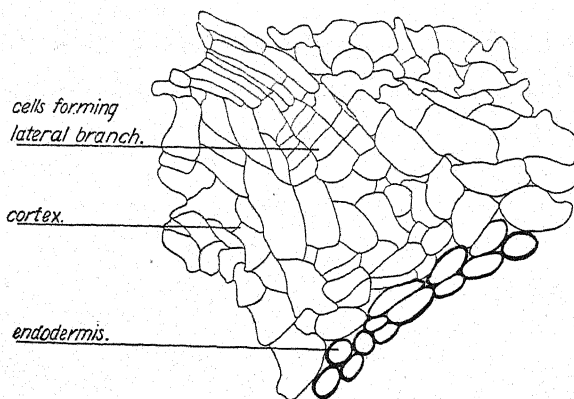 cells forming
lateral branch.
cortex.
endodermis.